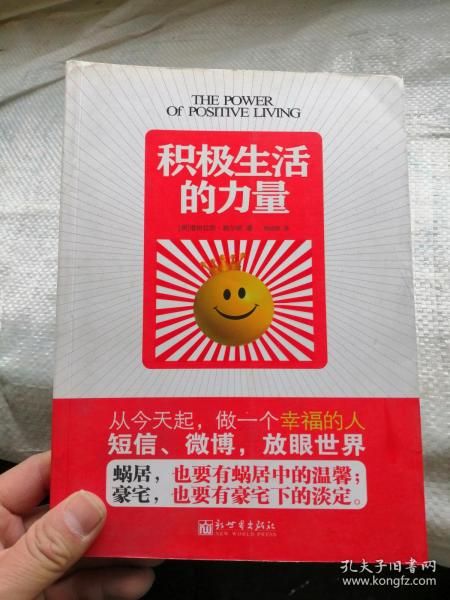 THE POWER
Of POSITIVE LIVING
积极生活
的力量
从今天起，做一个幸福的人
短信、微博，放眼世界
蜗居，也要有蜗居中的温馨；
豪宅，也要有豪宅下的淡定。
新世界出版社
NEW WORLD PRESS
孔夫子旧书网
www.kongfz.com